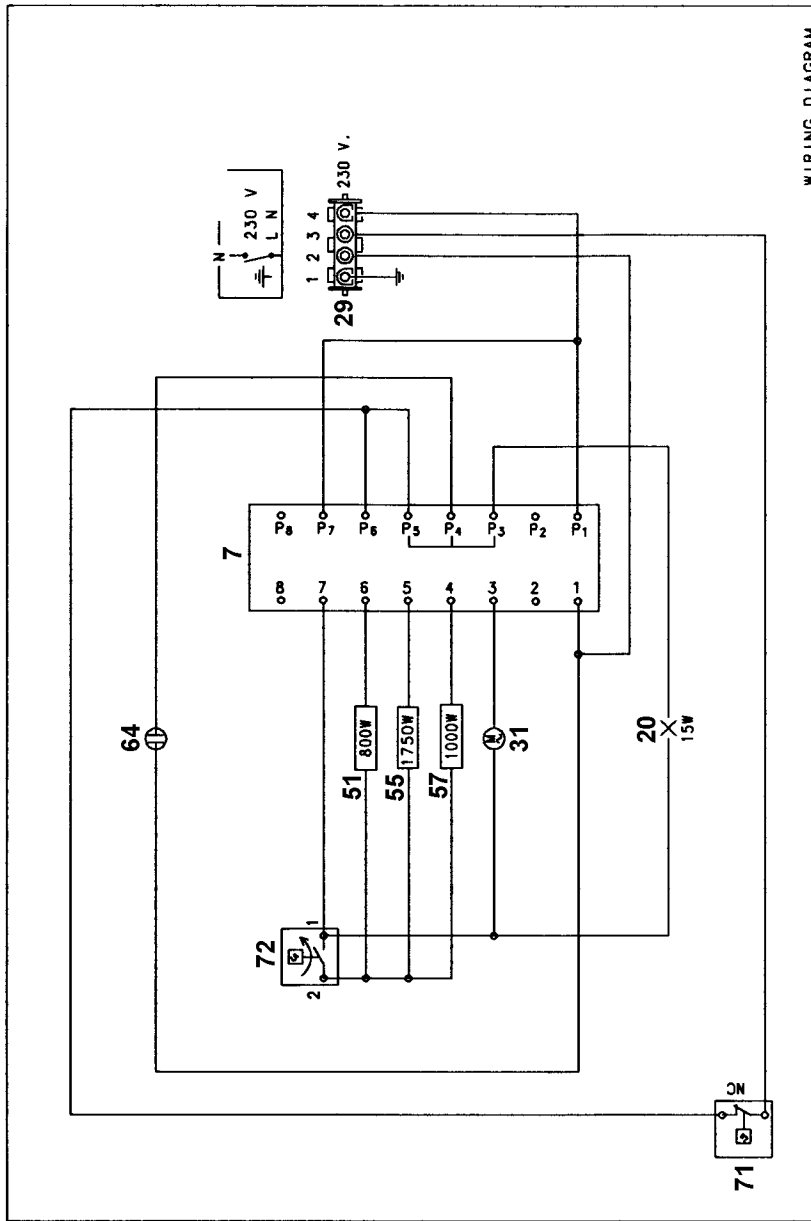 WIRING DIAGRAM
N
230 V
L N
1 2 3 4
230 V.
29
7
8 P8
7 P7
6 P6
5 P5
4 P4
3 P3
2 P2
1 P1
64
51
800W
55
1750W
57
1000W
M
31
20
15W
72
1
2
NC
71